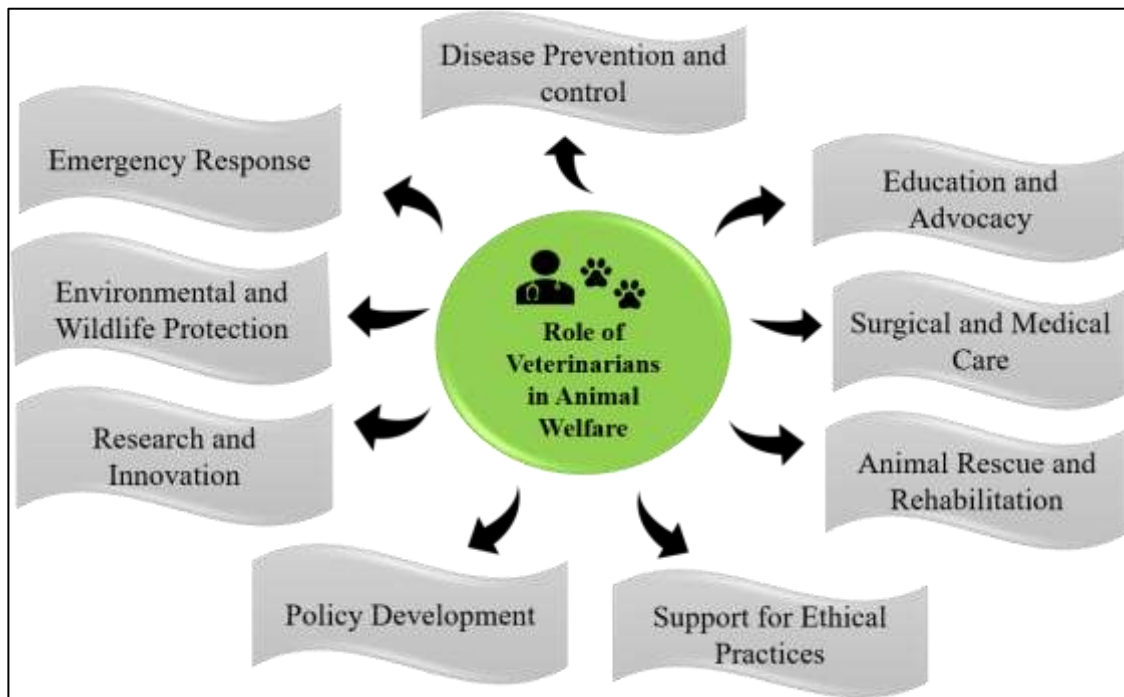 Disease Prevention and
control
Emergency Response
Education and
Advocacy
Environmental and
Wildlife Protection
Role of
Veterinarians
in Animal
Welfare
Surgical and Medical
Care
Research and
Innovation
Animal Rescue and
Rehabilitation
Policy Development
Support for Ethical
Practices